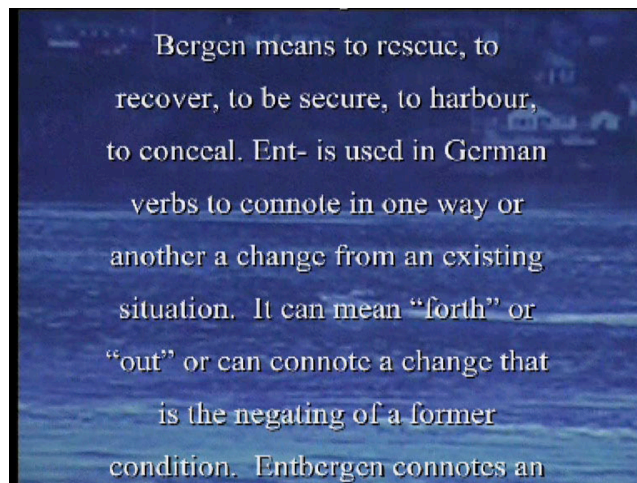 Bergen means to rescue, to
recover, to be secure, to harbour,
to conceal. Ent- is used in German
verbs to connote in one way or
another a change from an existing
situation.  It can mean “forth” or
“out” or can connote a change that
is the negating of a former
condition.  Entbergen connotes an